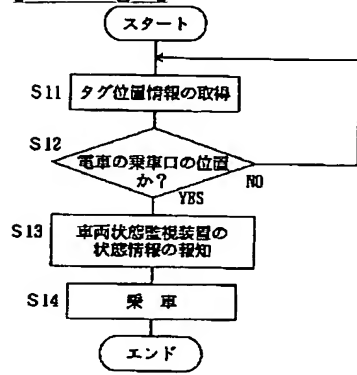 スタート
S11
タグ位置情報の取得
S12
電車の乗車口の位置
か?
NO
YES
S13
車両状態監視装置の
状態情報の報知
S14
乗 車
エンド